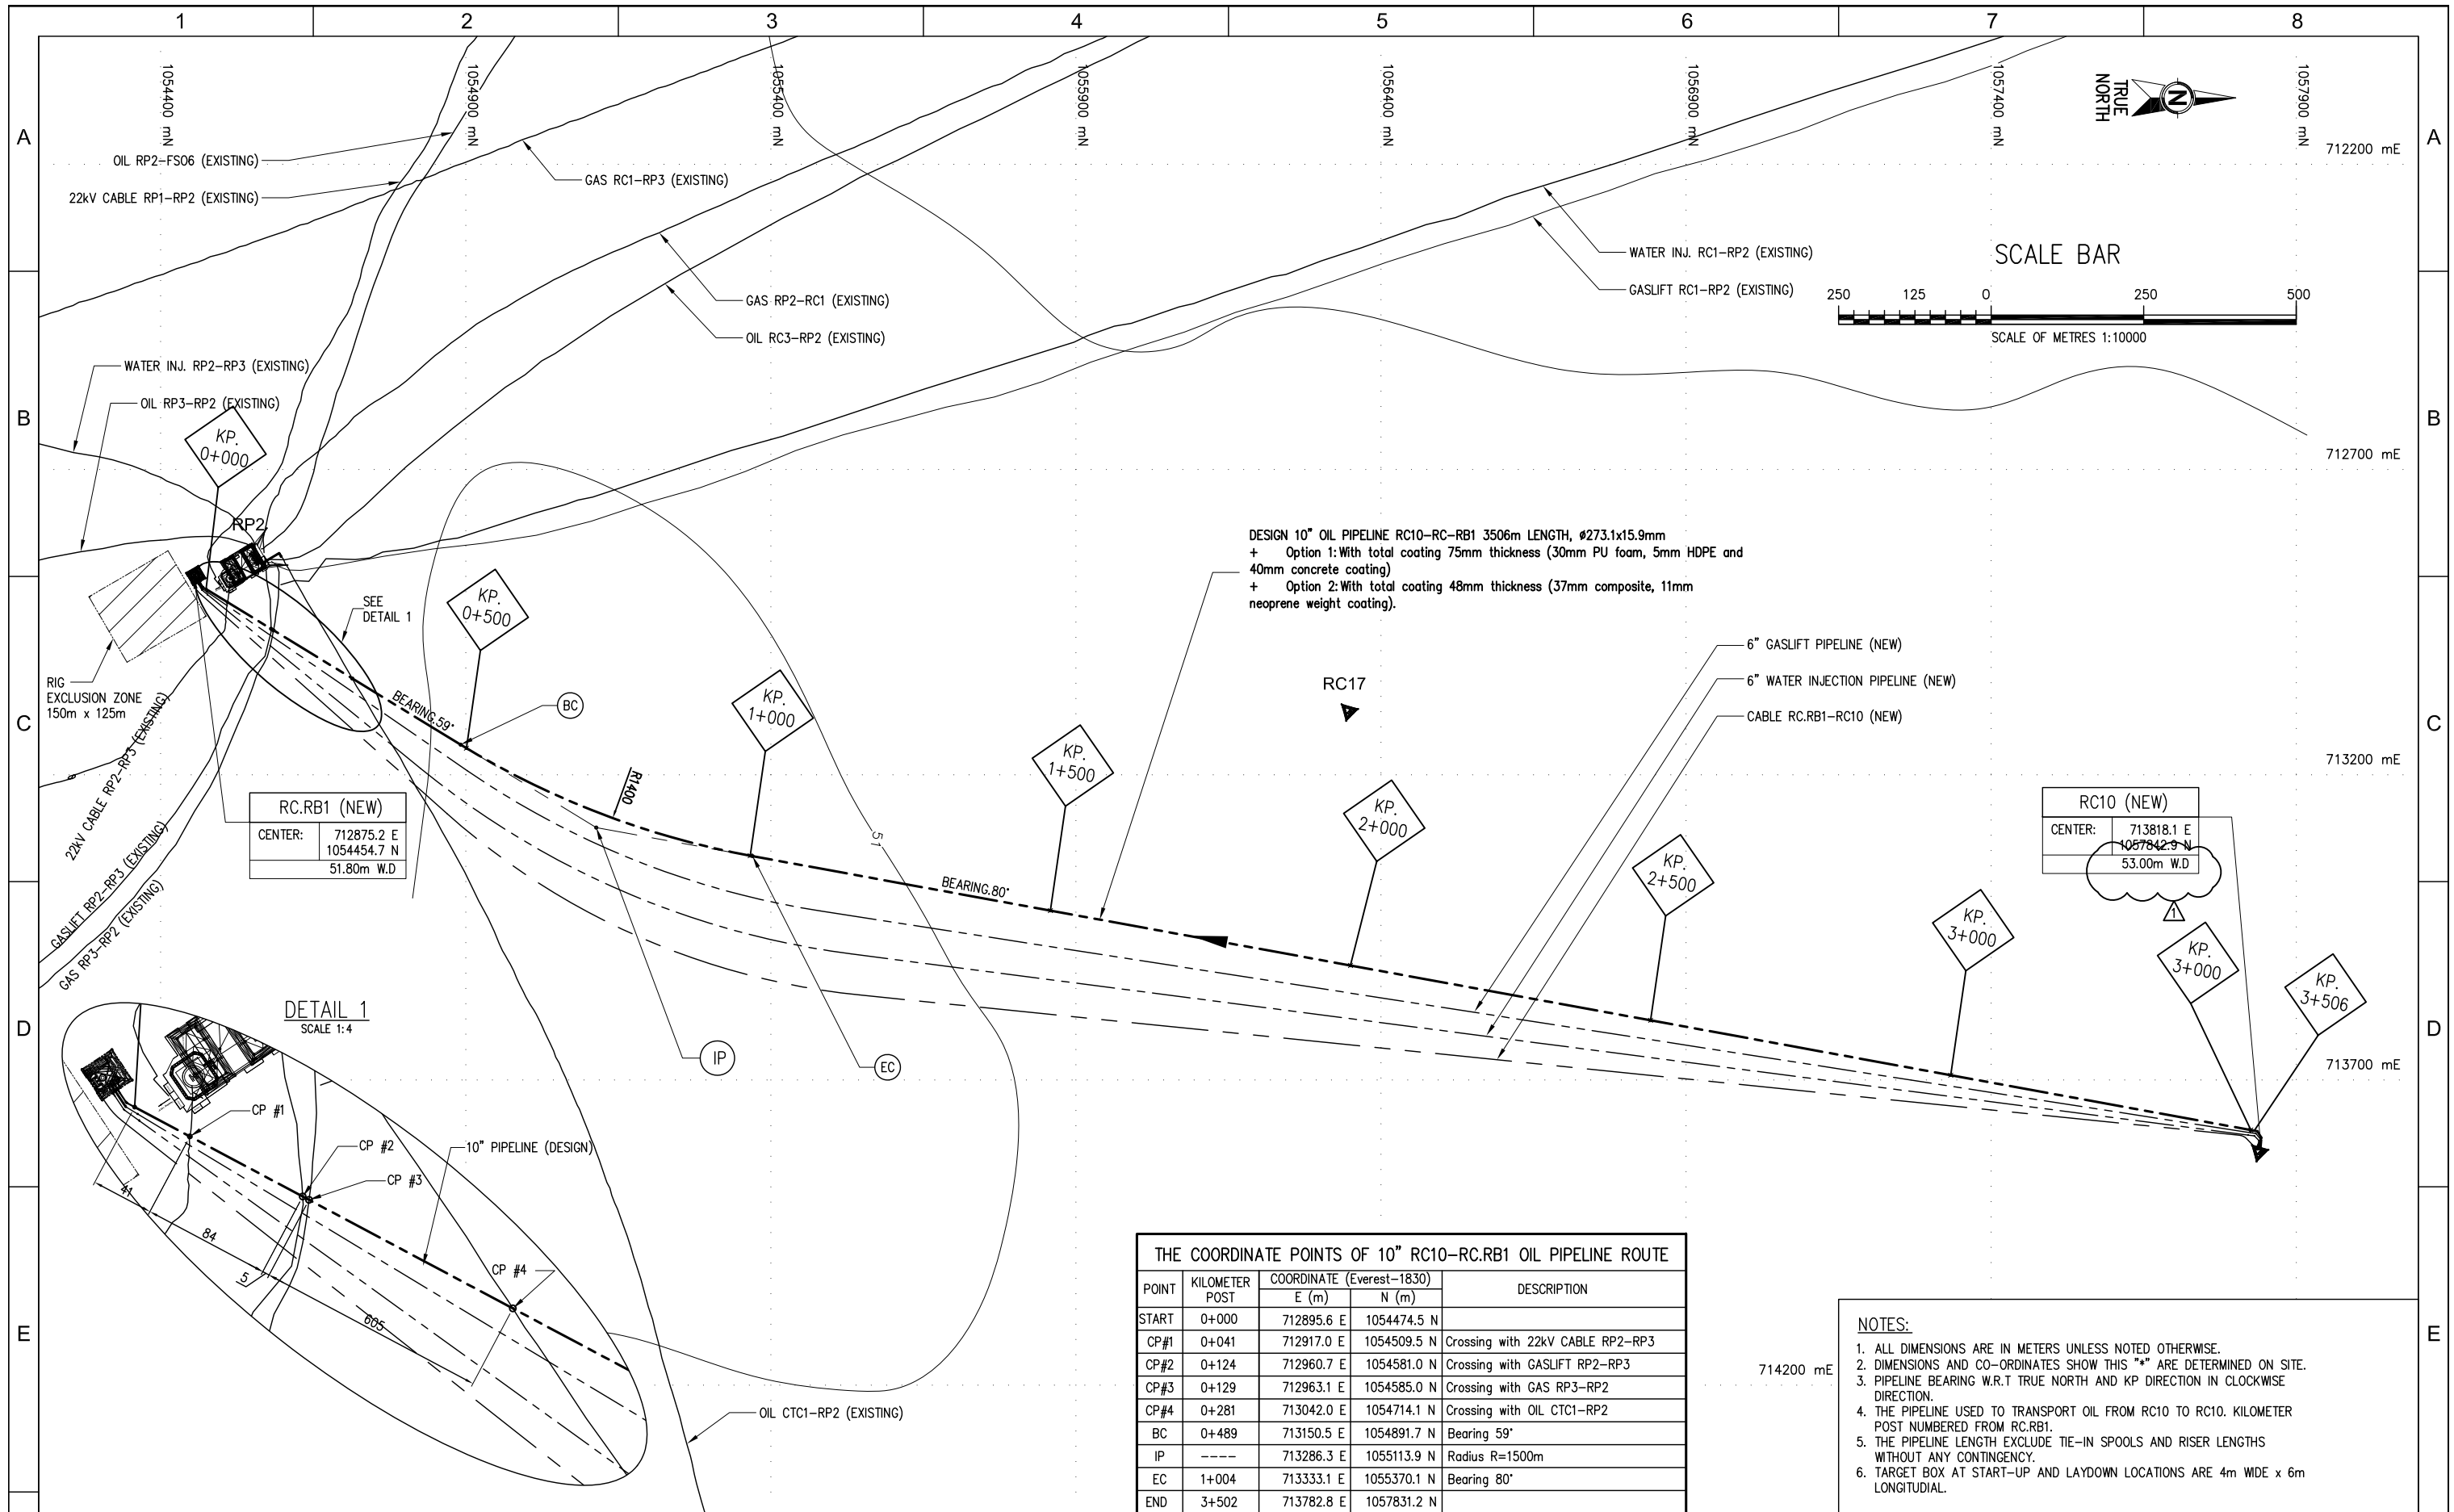 1 2 3 4 5 6 7 8
A
B
C
D
E
A
B
C
D
E
1054400 mN
1054900 mN
1055400 mN
1055900 mN
1056400 mN
1056900 mN
1057400 mN
1057900 mN
TRUE
NORTH
N
712200 mE
712700 mE
713200 mE
713700 mE
714200 mE
OIL RP2-FSO6 (EXISTING)
22kV CABLE RP1-RP2 (EXISTING)
GAS RC1-RP3 (EXISTING)
GAS RP2-RC1 (EXISTING)
OIL RC3-RP2 (EXISTING)
WATER INJ. RC1-RP2 (EXISTING)
GASLIFT RC1-RP2 (EXISTING)
SCALE BAR
250 125 0 250 500
SCALE OF METRES 1:10000
WATER INJ. RP2-RP3 (EXISTING)
OIL RP3-RP2 (EXISTING)
KP.
0+000
RP2
SEE
DETAIL 1
KP.
0+500
BEARING.59°
BC
RIG
EXCLUSION ZONE
150m x 125m
22kV CABLE RP2-RP3 (EXISTING)
GASLIFT RP2-RP3 (EXISTING)
GAS RP3-RP2 (EXISTING)
8
RC.RB1 (NEW)
CENTER: 712875.2 E
1054454.7 N
51.80m W.D
R1400
KP.
1+000
51
KP.
1+500
BEARING.80°
IP
EC
DESIGN 10" OIL PIPELINE RC10-RC-RB1 3506m LENGTH, ø273.1x15.9mm
+ Option 1: With total coating 75mm thickness (30mm PU foam, 5mm HDPE and
40mm concrete coating)
+ Option 2: With total coating 48mm thickness (37mm composite, 11mm
neoprene weight coating).
RC17
KP.
2+000
6" GASLIFT PIPELINE (NEW)
6" WATER INJECTION PIPELINE (NEW)
CABLE RC.RB1-RC10 (NEW)
KP.
2+500
KP.
3+000
RC10 (NEW)
CENTER: 713818.1 E
1057842.9 N
53.00m W.D
1
KP.
3+000
KP.
3+506
DETAIL 1
SCALE 1:4
CP #1
CP #2
CP #3
10" PIPELINE (DESIGN)
CP #4
41
84
5
605
OIL CTC1-RP2 (EXISTING)
THE COORDINATE POINTS OF 10" RC10-RC.RB1 OIL PIPELINE ROUTE
POINT KILOMETER POST COORDINATE (Everest-1830) DESCRIPTION
E (m) N (m)
START 0+000 712895.6 E 1054474.5 N
CP#1 0+041 712917.0 E 1054509.5 N Crossing with 22kV CABLE RP2-RP3
CP#2 0+124 712960.7 E 1054581.0 N Crossing with GASLIFT RP2-RP3
CP#3 0+129 712963.1 E 1054585.0 N Crossing with GAS RP3-RP2
CP#4 0+281 713042.0 E 1054714.1 N Crossing with OIL CTC1-RP2
BC 0+489 713150.5 E 1054891.7 N Bearing 59°
IP ---- 713286.3 E 1055113.9 N Radius R=1500m
EC 1+004 713333.1 E 1055370.1 N Bearing 80°
END 3+502 713782.8 E 1057831.2 N
NOTES:
1. ALL DIMENSIONS ARE IN METERS UNLESS NOTED OTHERWISE.
2. DIMENSIONS AND CO-ORDINATES SHOW THIS "*" ARE DETERMINED ON SITE.
3. PIPELINE BEARING W.R.T TRUE NORTH AND KP DIRECTION IN CLOCKWISE
DIRECTION.
4. THE PIPELINE USED TO TRANSPORT OIL FROM RC10 TO RC10. KILOMETER
POST NUMBERED FROM RC.RB1.
5. THE PIPELINE LENGTH EXCLUDE TIE-IN SPOOLS AND RISER LENGTHS
WITHOUT ANY CONTINGENCY.
6. TARGET BOX AT START-UP AND LAYDOWN LOCATIONS ARE 4m WIDE x 6m
LONGITUDIAL.